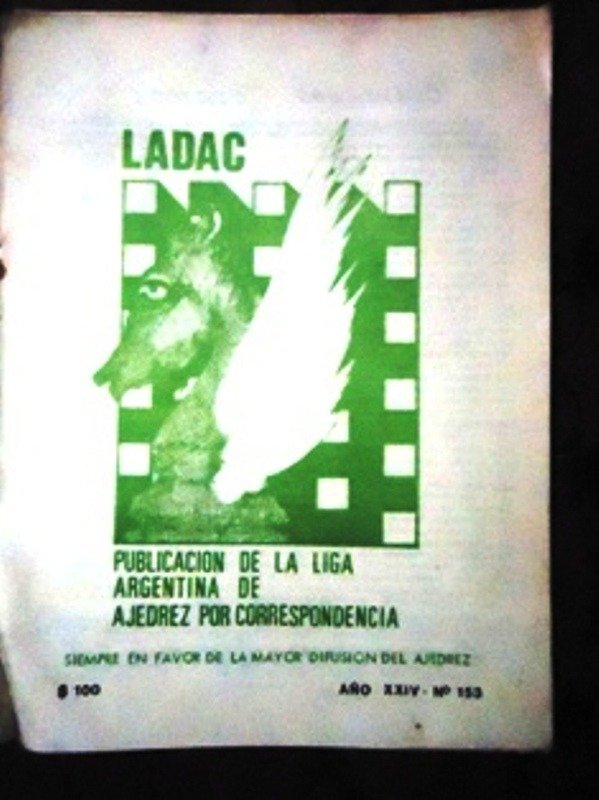 LADAC
PUBLICACION DE LA LIGA
ARGENTINA DE
AJEDREZ POR CORRESPONDENCIA
SIEMPRE EN FAVOR DE LA MAYOR DIFUSION DEL AJEDREZ
$ 100
AÑO XXIV - Nº 153